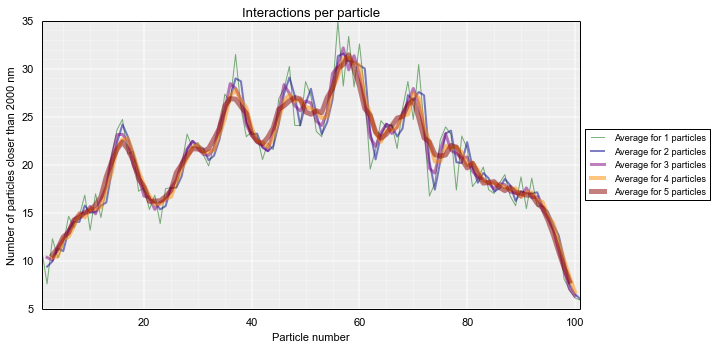 Interactions per particle
Number of particles closer than 2000 nm
35
30
25
20
15
10
5
20
40
60
80
100
Particle number
Average for 1 particles
Average for 2 particles
Average for 3 particles
Average for 4 particles
Average for 5 particles